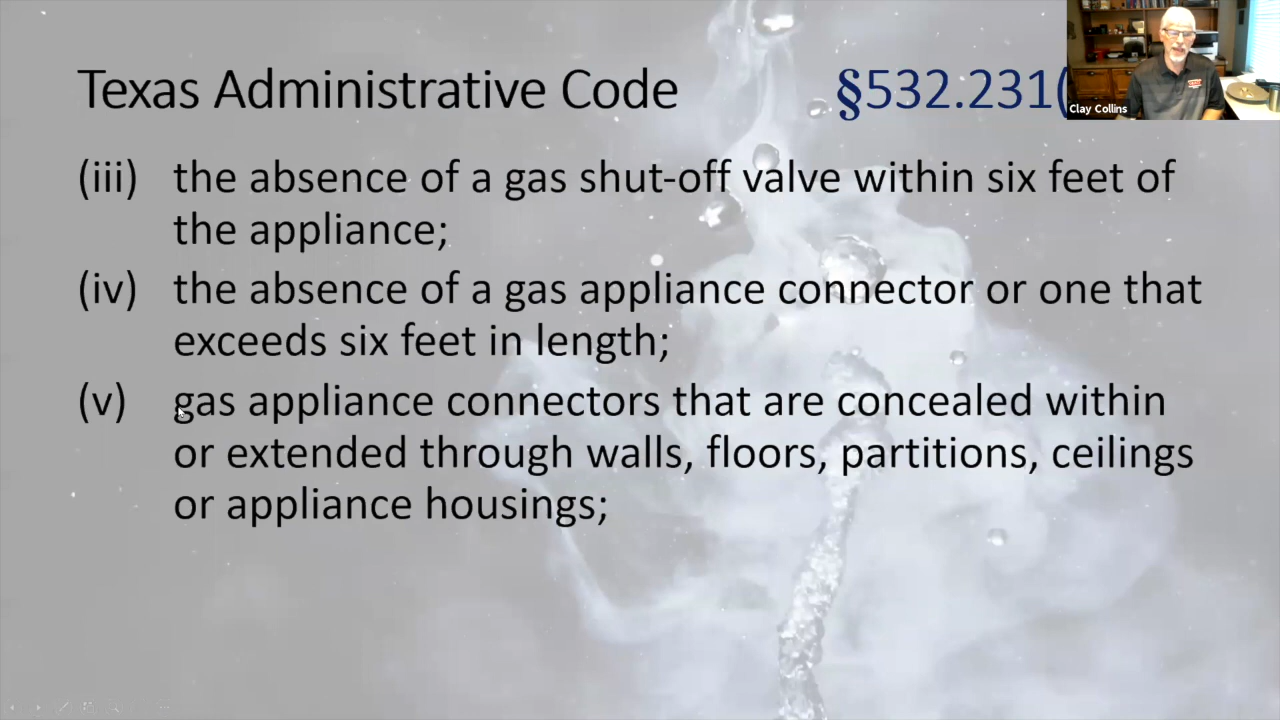 Texas Administrative Code §532.231(
Clay Collins
(iii) the absence of a gas shut-off valve within six feet of
the appliance;
(iv) the absence of a gas appliance connector or one that
exceeds six feet in length;
(v) gas appliance connectors that are concealed within
or extended through walls, floors, partitions, ceilings
or appliance housings;